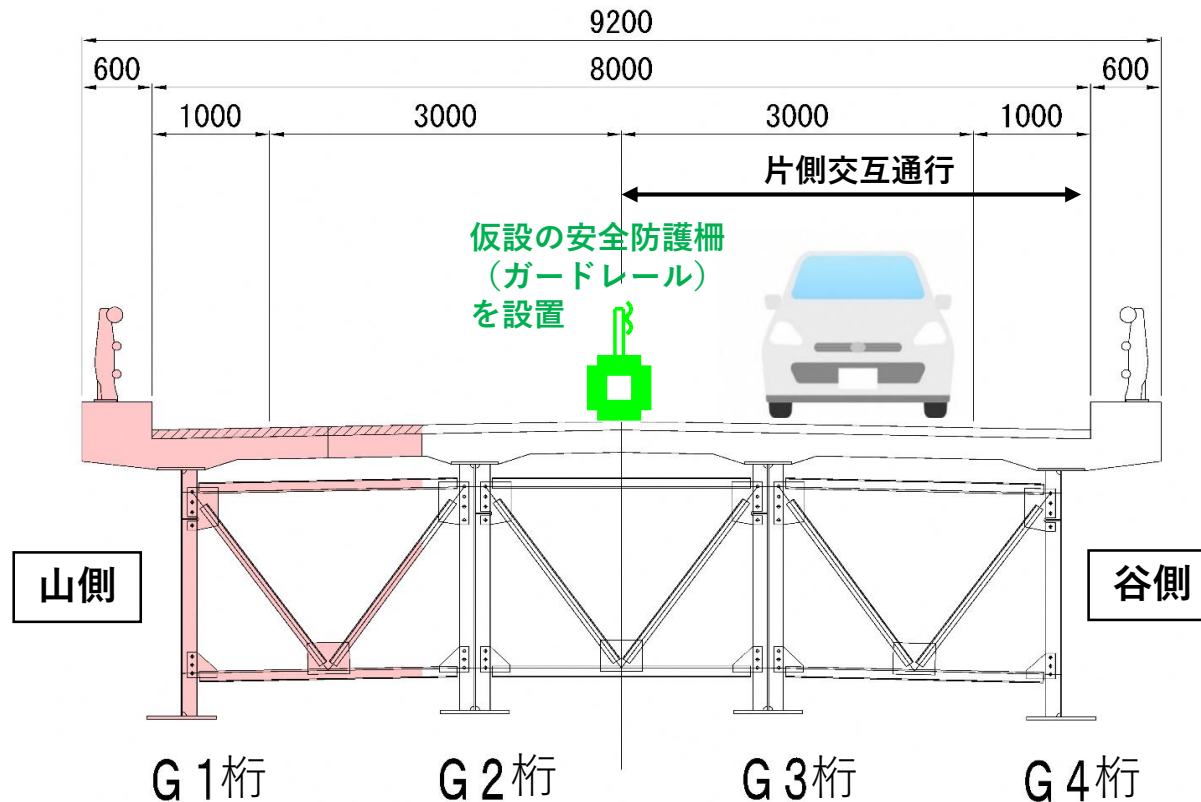 9200
600
8000
600
1000
3000
3000
1000
片側交互通行
仮設の安全防護柵
（ガードレール）
を設置
山側
谷側
G1桁
G2桁
G3桁
G4桁